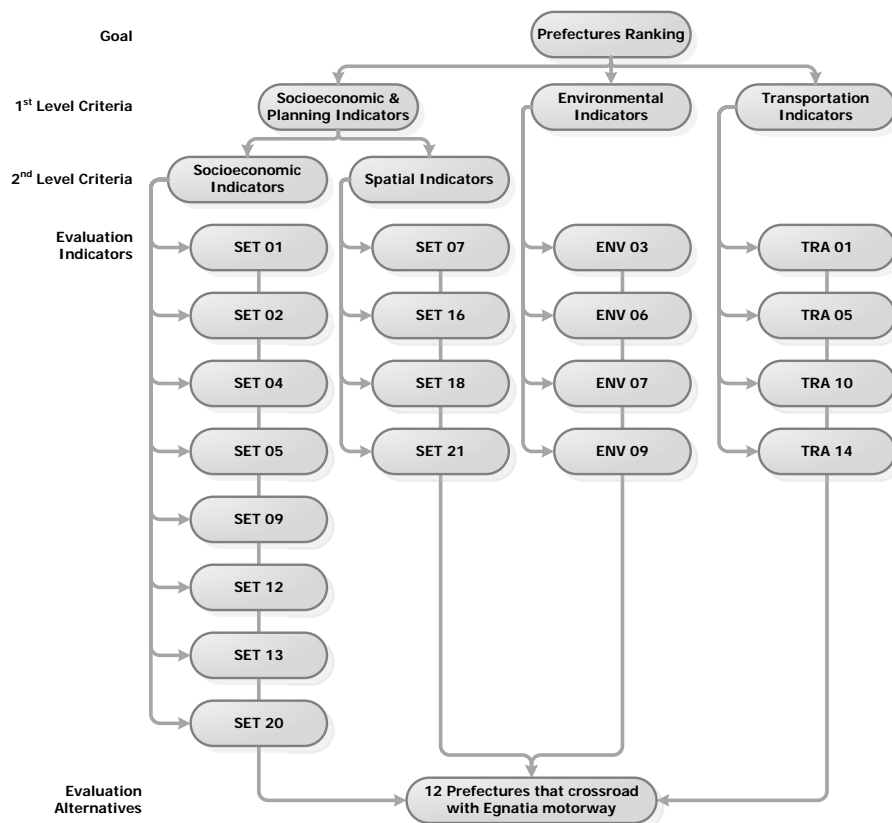 Goal
Prefectures Ranking
1st Level Criteria
Socioeconomic &
Planning Indicators
Environmental
Indicators
Transportation
Indicators
2nd Level Criteria
Socioeconomic
Indicators
Spatial Indicators
Evaluation
Indicators
SET 01
SET 07
ENV 03
TRA 01
SET 02
SET 16
ENV 06
TRA 05
SET 04
SET 18
ENV 07
TRA 10
SET 05
SET 21
ENV 09
TRA 14
SET 09
SET 12
SET 13
SET 20
Evaluation
Alternatives
12 Prefectures that crossroad
with Egnatia motorway